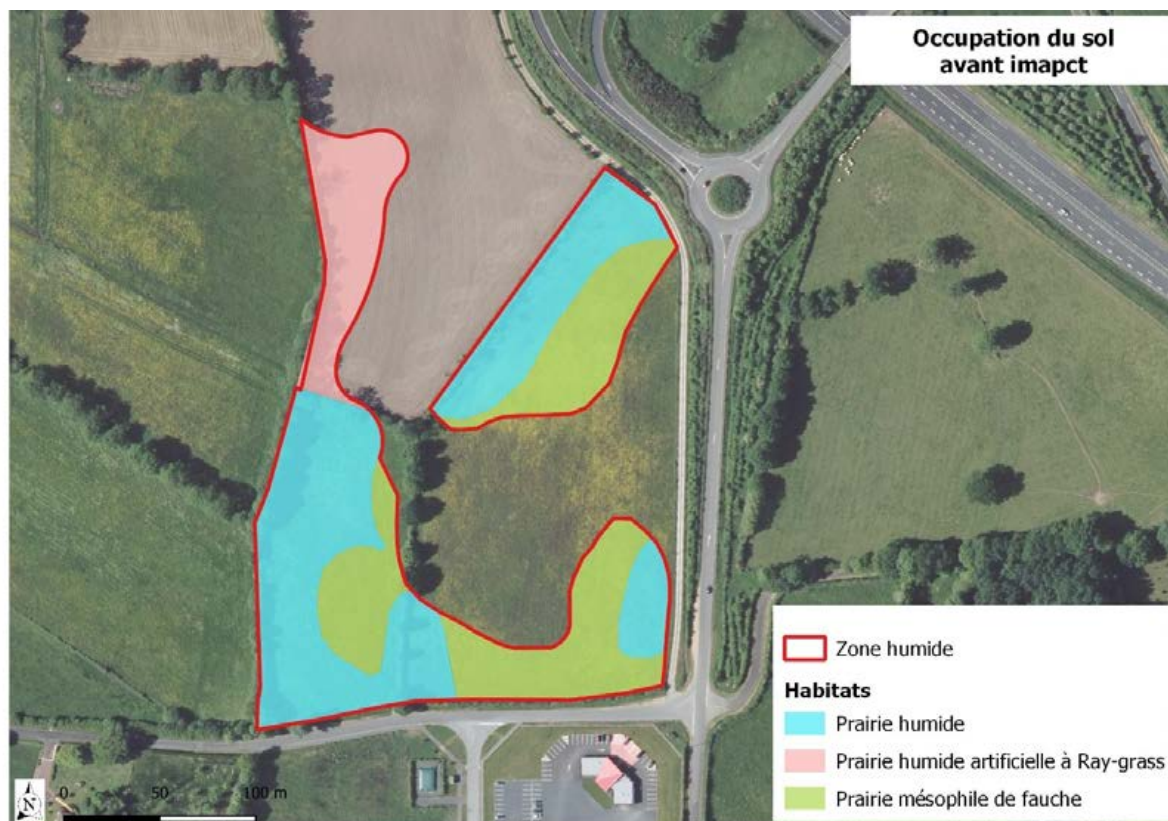 Occupation du sol
avant imapct
Zone humide
Habitats
Prairie humide
Prairie humide artificielle à Ray-grass
Prairie mésophile de fauche
N
0 50 100 m